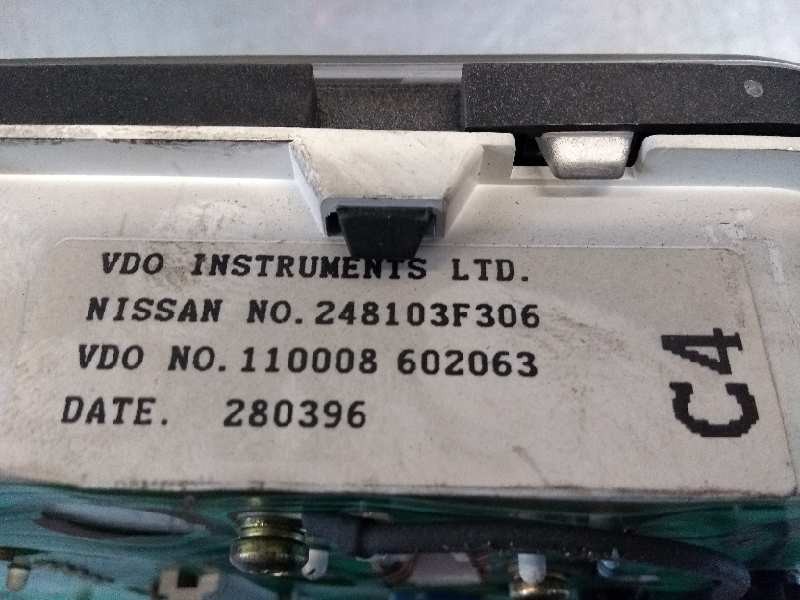 VDO INSTRUMENTS LTD.
NISSAN NO.248103F306
VDO NO.110008 602063
DATE. 280396
C4